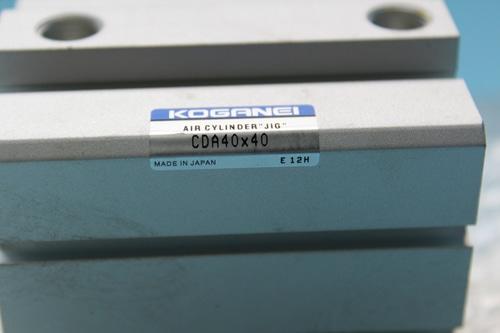 KOGANEI
AIR CYLINDER"JIG"
CDA40x40
MADE IN JAPAN E 12H